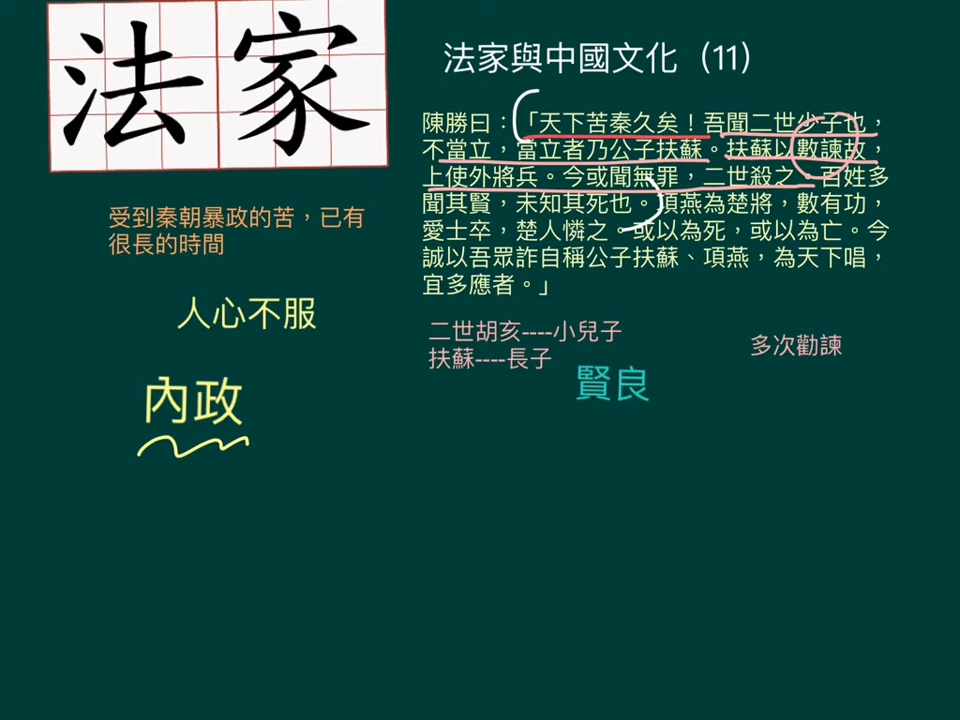 法家
法家與中國文化（11）
陳勝曰：「天下苦秦久矣！吾聞二世少子也，
不當立，當立者乃公子扶蘇。扶蘇以數諫故，
上使外將兵。今或聞無罪，二世殺之。百姓多
聞其賢，未知其死也。項燕為楚將，數有功，
愛士卒，楚人憐之。或以為死，或以為亡。今
誠以吾眾詐自稱公子扶蘇、項燕，為天下唱，
宜多應者。」
受到秦朝暴政的苦，已有
很長的時間
人心不服
內政
二世胡亥----小兒子
扶蘇----長子
多次勸諫
賢良